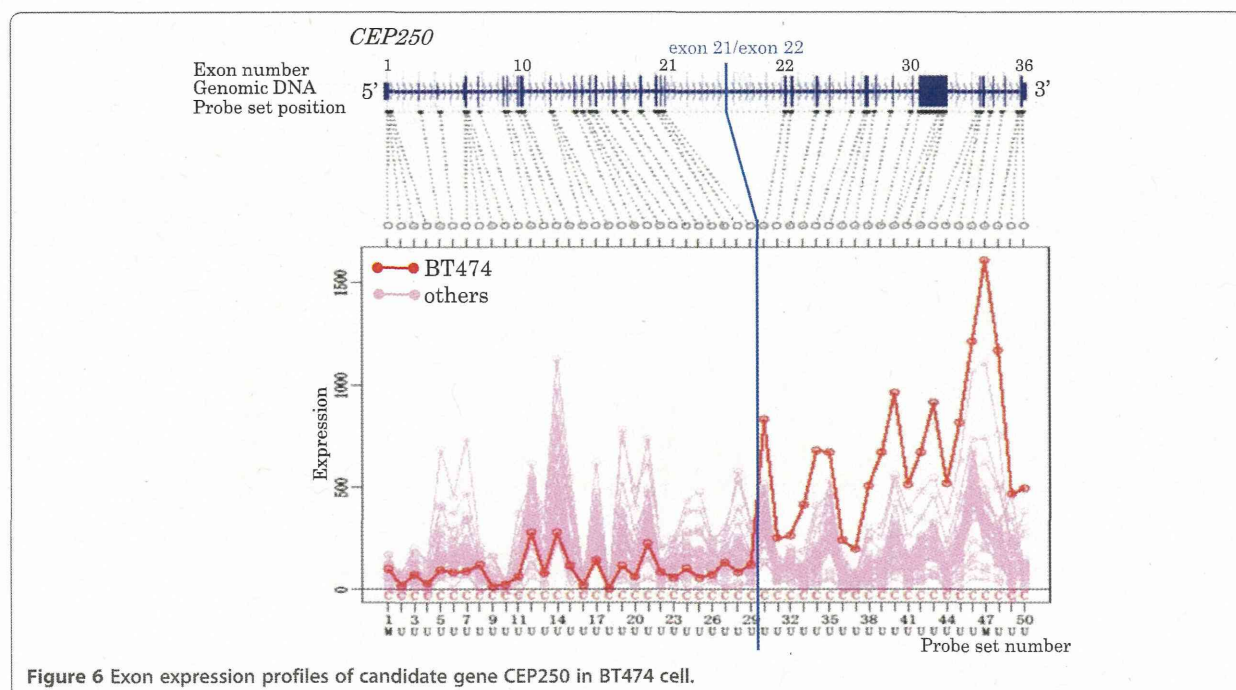 CEP250
exon 21/exon 22
Exon number
Genomic DNA
Probe set position
1 10 21 22 30 36
5' 3'
BT474
others
Expression
0 500 1000 1500
C C C C C C C C C C C C C C C C C C C C C C C C C C C C C C C C C C C C C C C C C C C C C C C C C C
1 3 5 7 9 11 14 17 20 23 26 29 32 35 38 41 44 47 50
M U U U U U U U U U U U U U U U U U U U U U U U U U U U U U U U U U U U U U U U U U U U U U M U U U
Probe set number
Figure 6 Exon expression profiles of candidate gene CEP250 in BT474 cell.